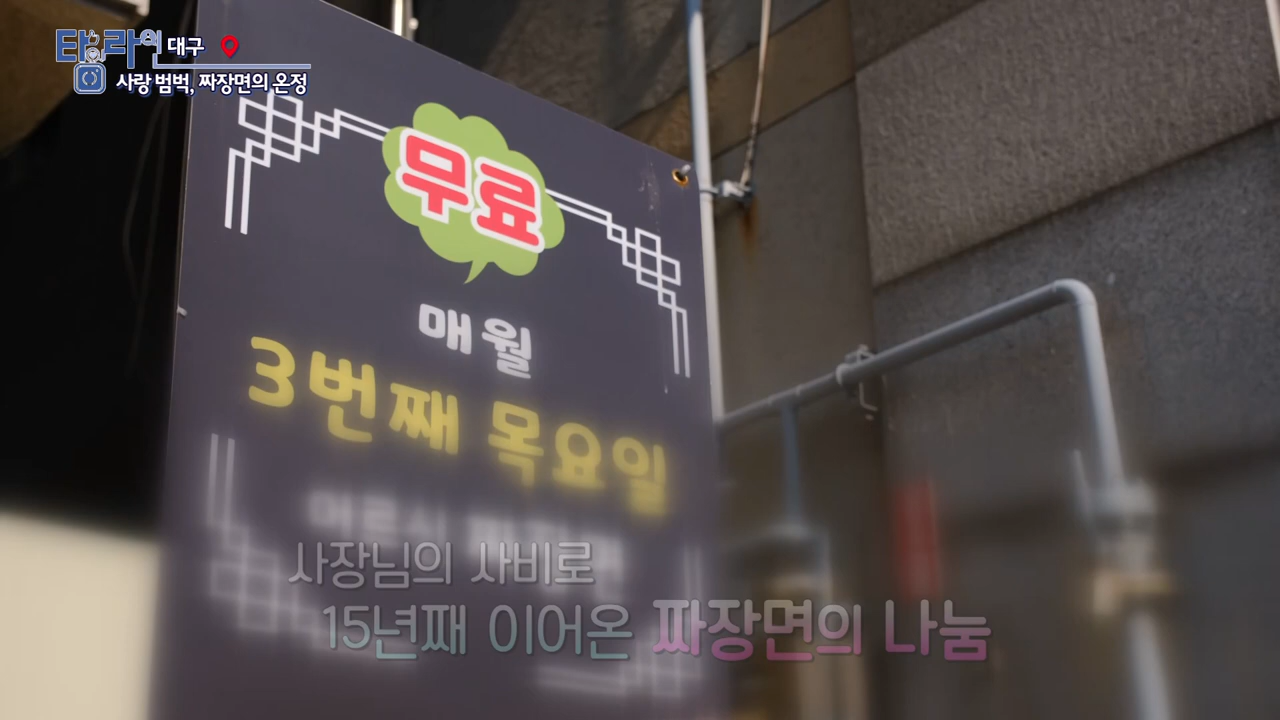 대구
사랑 범벅, 짜장면의 온정
무료
매월
3번째 목요일
사장님의 사비로
15년째 이어온 짜장면의 나눔